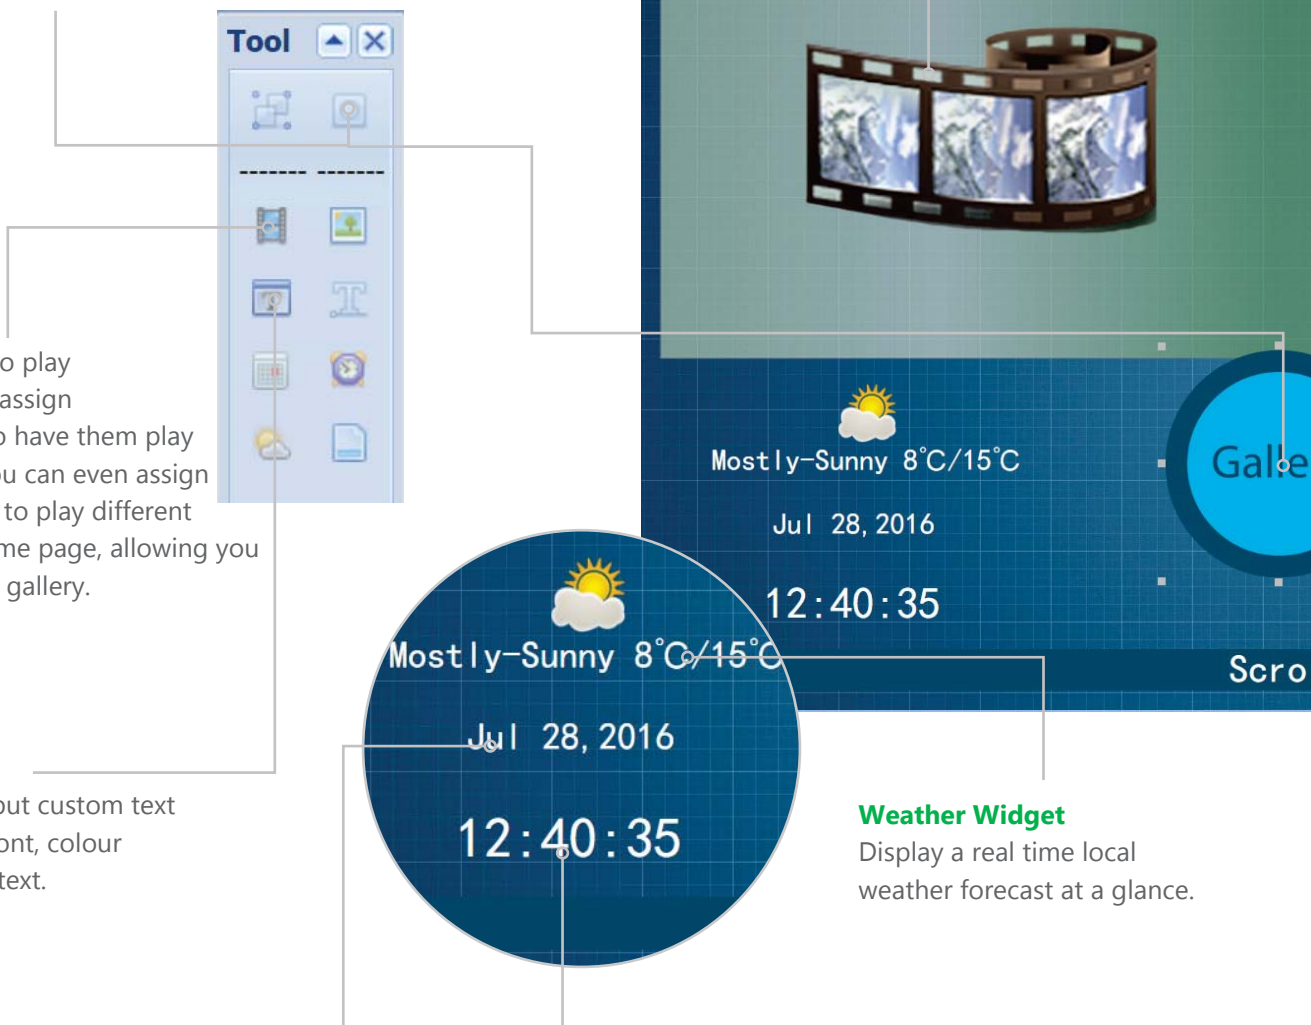 Tool
o play
assign
o have them play
ou can even assign
to play different
me page, allowing you
gallery.
put custom text
ont, colour
text.
Mostly-Sunny 8°C/15°C
Jul 28,2016
12:40:35
Galle
Scro
Mostly-Sunny 8°C/15°C
Jul 28,2016
12:40:35
Weather Widget
Display a real time local
weather forecast at a glance.